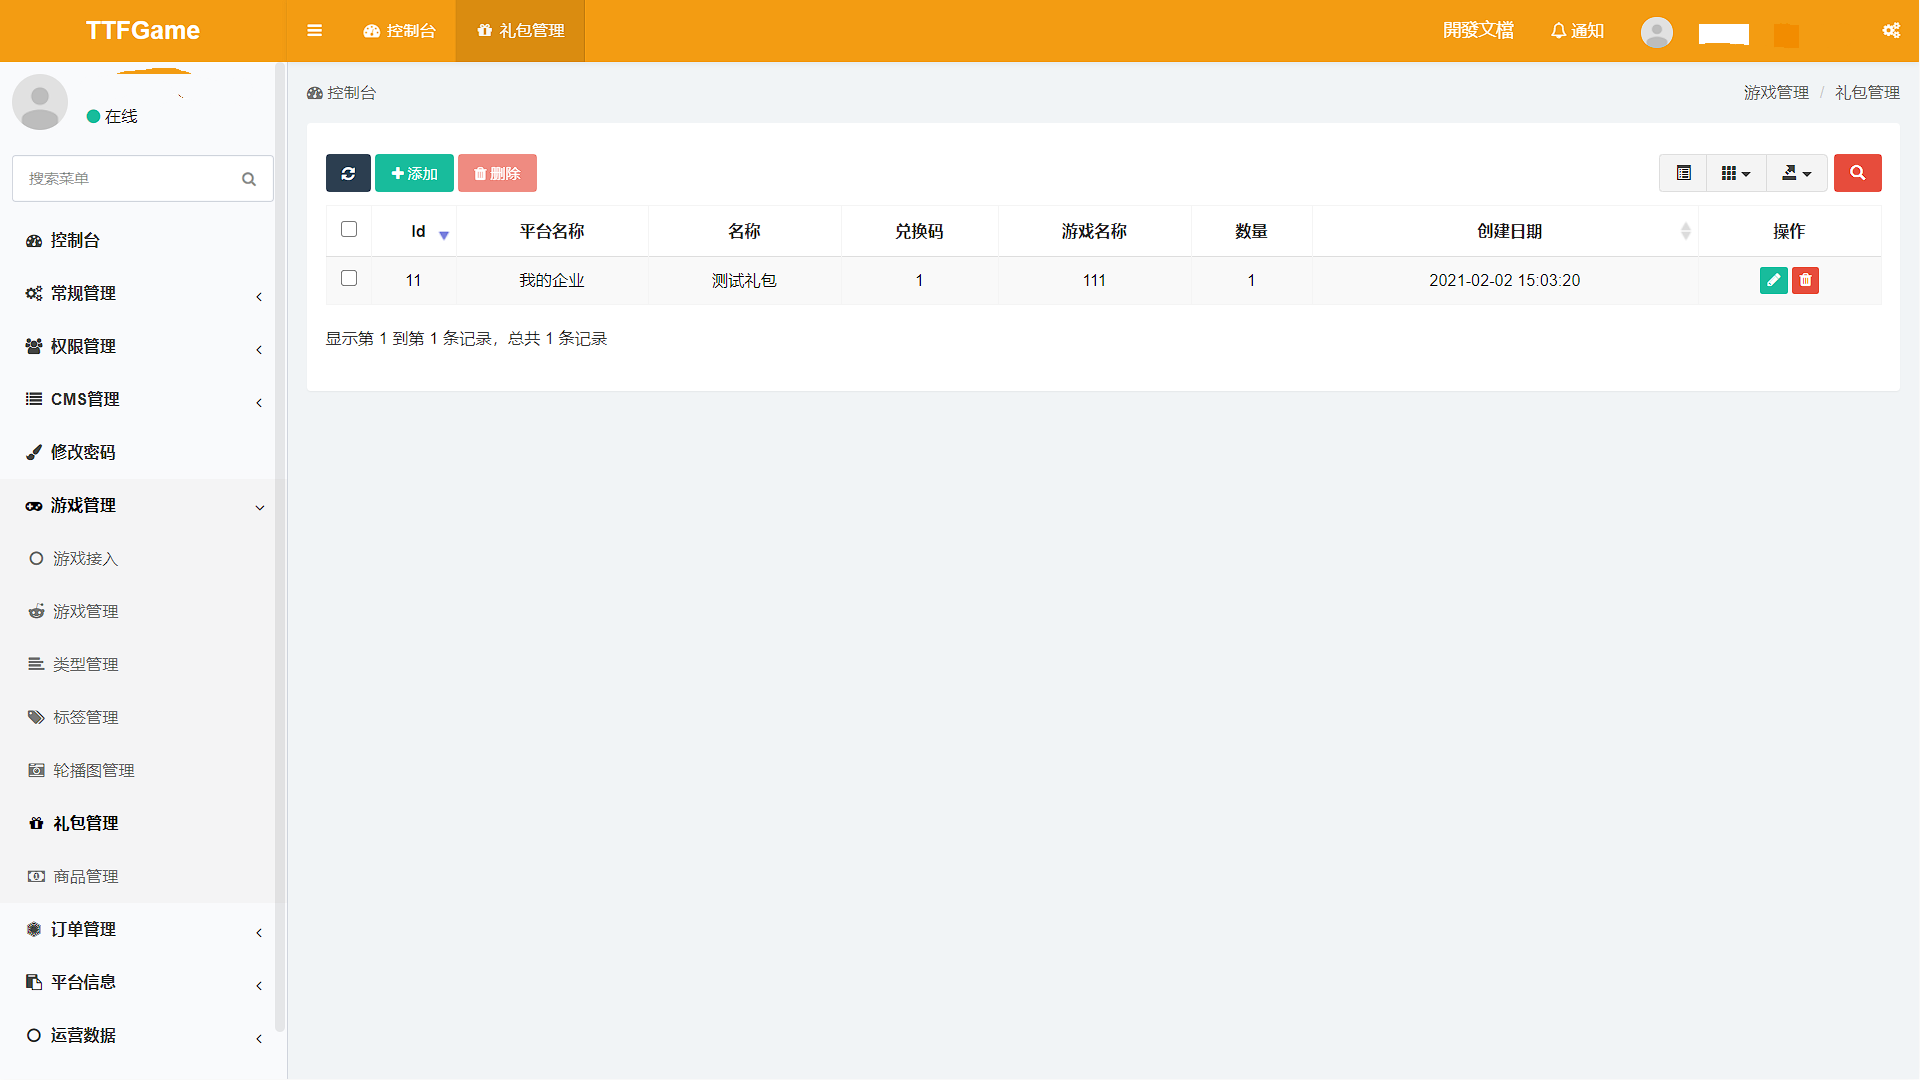 TTFGame
控制台
礼包管理
開發文檔
通知
在线
搜索菜单
控制台
常规管理
权限管理
CMS管理
修改密码
游戏管理
游戏接入
游戏管理
类型管理
标签管理
轮播图管理
礼包管理
商品管理
订单管理
平台信息
运营数据
控制台
游戏管理 / 礼包管理
添加 删除
Id 平台名称 名称 兑换码 游戏名称 数量 创建日期 操作
11 我的企业 测试礼包 1 111 1 2021-02-02 15:03:20
显示第 1 到第 1 条记录，总共 1 条记录